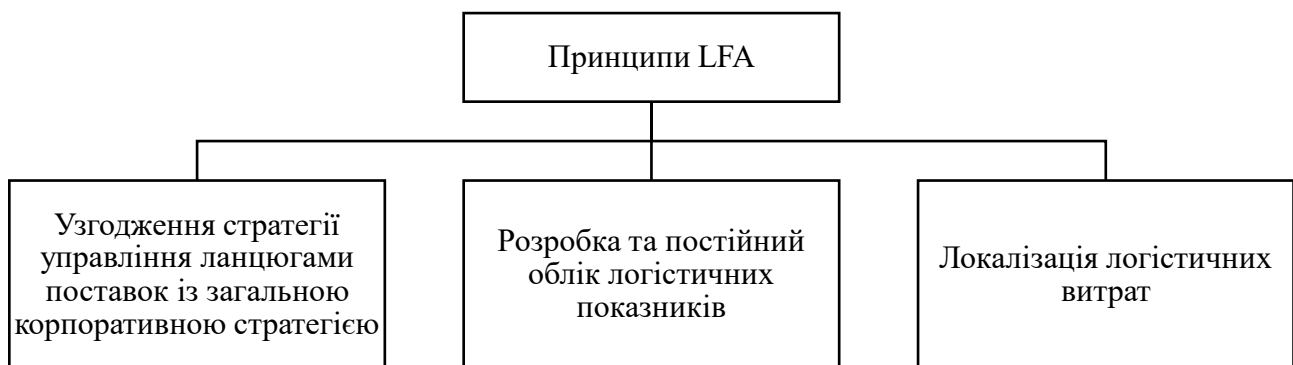 Принципи LFA
Узгодження стратегії
управління ланцюгами
поставок із загальною
корпоративною стратегією
Розробка та постійний
облік логістичних
показників
Локалізація логістичних
витрат